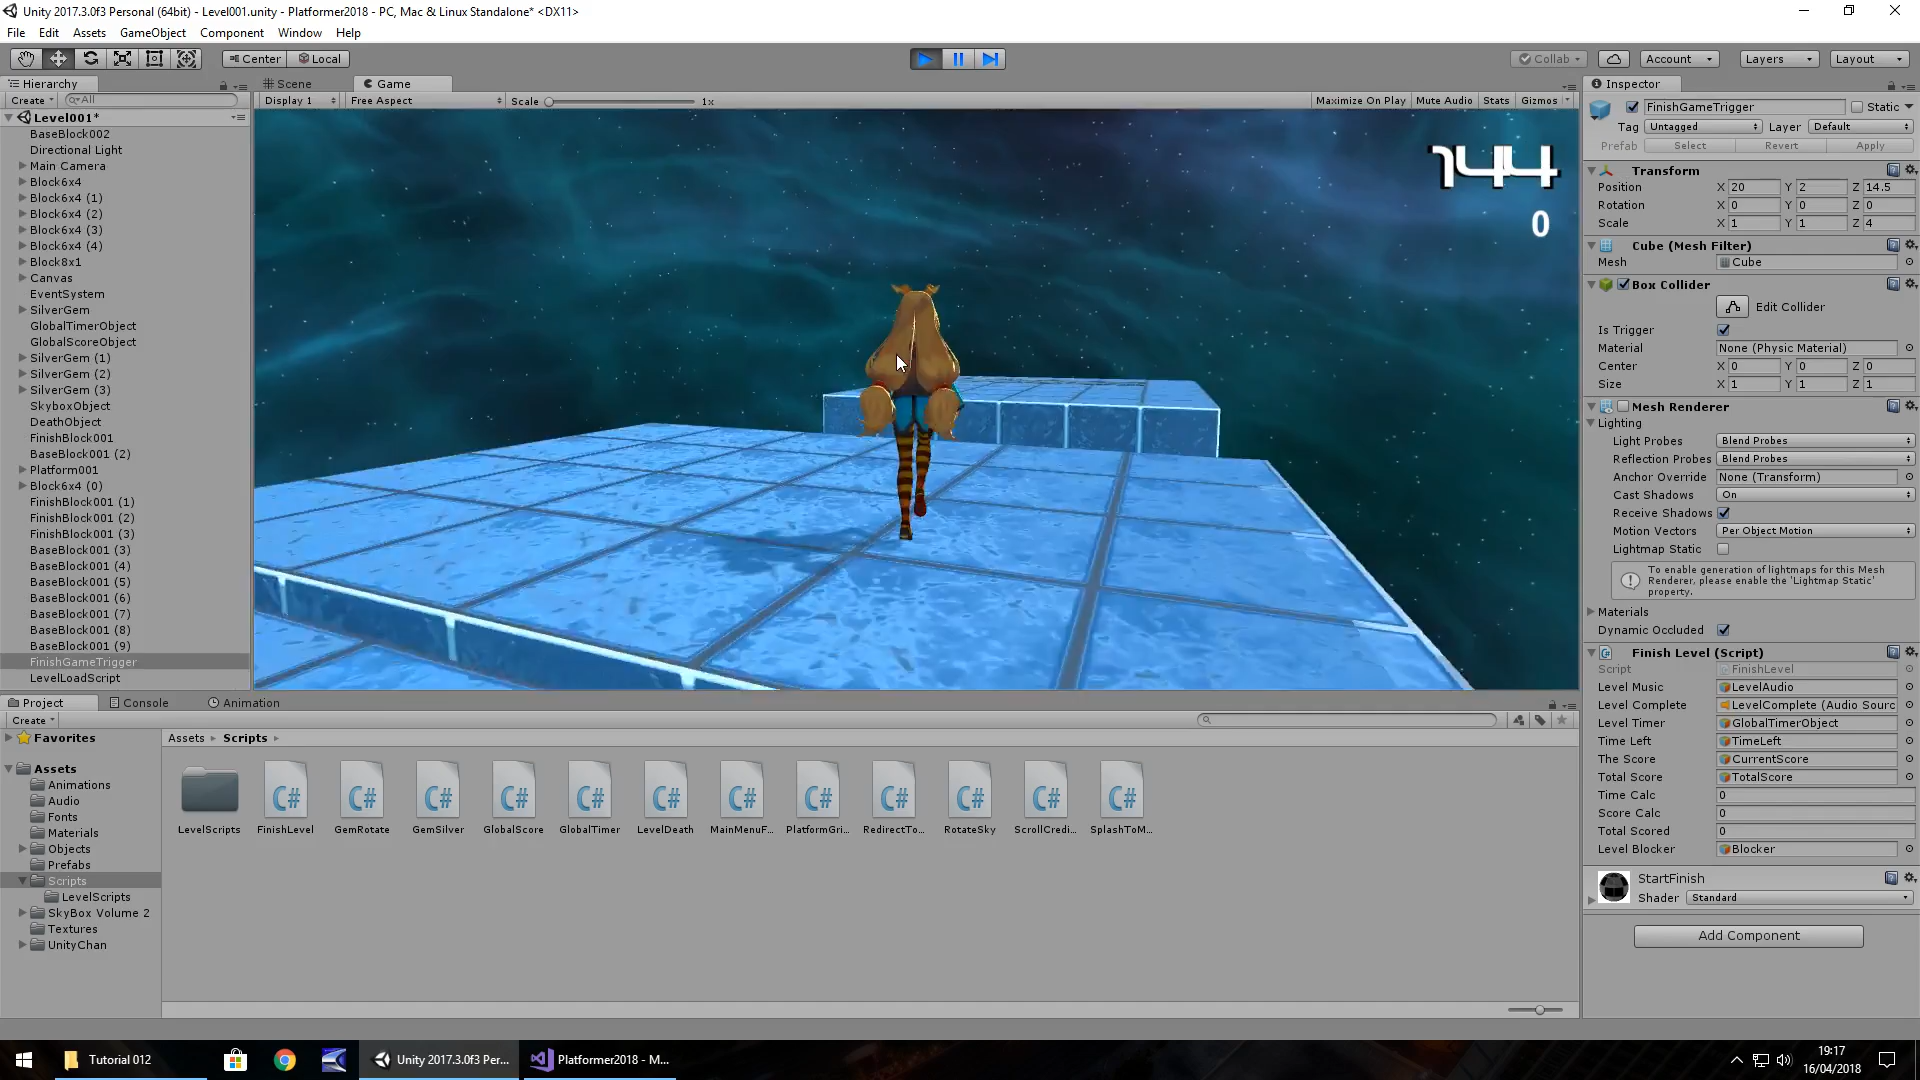 Unity 2017.3.0f3 Personal (64bit) - Level001.unity - Platformer2018 - PC, Mac & Linux Standalone* <DX11>
File Edit Assets GameObject Component Window Help
Center Local
Collab Account Layers Layout
Hierarchy
Create All
Level001*
BaseBlock002
Directional Light
Main Camera
Block6x4
Block6x4 (1)
Block6x4 (2)
Block6x4 (3)
Block6x4 (4)
Block8x1
Canvas
EventSystem
SilverGem
GlobalTimerObject
GlobalScoreObject
SilverGem (1)
SilverGem (2)
SilverGem (3)
SkyboxObject
DeathObject
FinishBlock001
BaseBlock001 (2)
Platform001
Block6x4 (0)
FinishBlock001 (1)
FinishBlock001 (2)
FinishBlock001 (3)
BaseBlock001 (3)
BaseBlock001 (4)
BaseBlock001 (5)
BaseBlock001 (6)
BaseBlock001 (7)
BaseBlock001 (8)
BaseBlock001 (9)
FinishGameTrigger
LevelLoadScript
Scene Game
Display 1 Free Aspect Scale 1x Maximize On Play Mute Audio Stats Gizmos
144
0
Inspector
FinishGameTrigger Static
Tag Untagged Layer Default
Prefab Select Revert Apply
Transform
Position X 20 Y 2 Z 14.5
Rotation X 0 Y 0 Z 0
Scale X 1 Y 1 Z 4
Cube (Mesh Filter)
Mesh Cube
Box Collider
Edit Collider
Is Trigger
Material None (Physic Material)
Center X 0 Y 0 Z 0
Size X 1 Y 1 Z 1
Mesh Renderer
Lighting
Light Probes Blend Probes
Reflection Probes Blend Probes
Anchor Override None (Transform)
Cast Shadows On
Receive Shadows
Motion Vectors Per Object Motion
Lightmap Static
To enable generation of lightmaps for this Mesh
Renderer, please enable the 'Lightmap Static'
property.
Materials
Dynamic Occluded
Finish Level (Script)
Script FinishLevel
Level Music LevelAudio
Level Complete LevelComplete (Audio Sourc
Level Timer GlobalTimerObject
Time Left TimeLeft
The Score CurrentScore
Total Score TotalScore
Time Calc 0
Score Calc 0
Total Scored 0
Level Blocker Blocker
StartFinish
Shader Standard
Add Component
Project Console Animation
Create
Favorites
Assets
Animations
Audio
Fonts
Materials
Objects
Prefabs
Scripts
LevelScripts
SkyBox Volume 2
Textures
UnityChan
Assets Scripts
LevelScripts FinishLevel GemRotate GemSilver GlobalScore GlobalTimer LevelDeath MainMenuF... PlatformGri... RedirectTo... RotateSky ScrollCredi... SplashToM...
C# C# C# C# C# C# C# C# C# C# C# C#
Tutorial 012 Unity 2017.3.0f3 Per... Platformer2018 - M...
19:17
16/04/2018